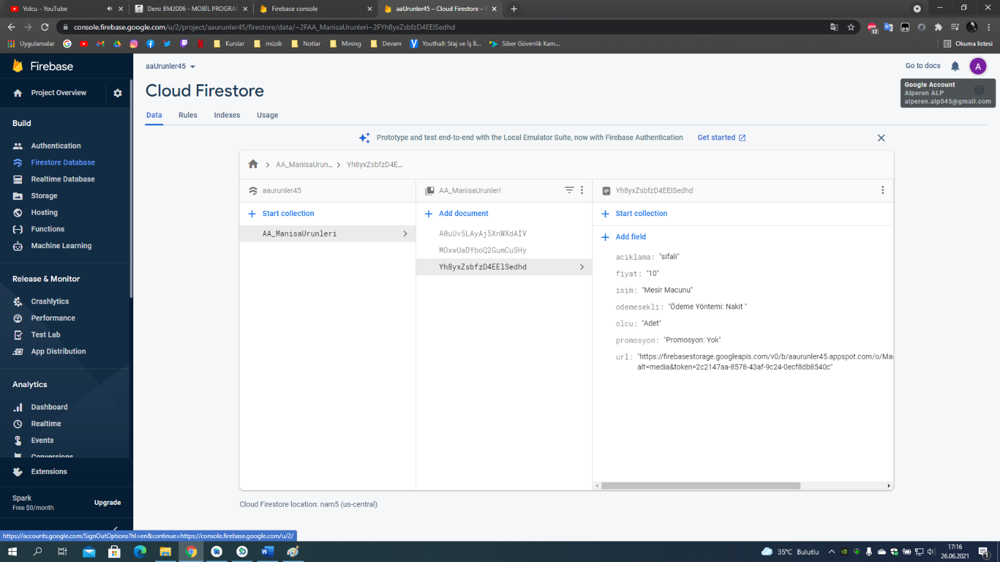 Yolcu - YouTube
Ders: BM2006 - MOBİL PROGRAM
Firebase console
aaUrunler45 – Cloud Firestore –
console.firebase.google.com/u/2/project/aaurunler45/firestore/data/~2FAA_ManisaUrunleri~2FYh8yxZsbfzD4EElSedhd
12
Uygulamalar
Kurslar
müzik
Notlar
Mining
Devam
Youthall: Staj ve İş İl...
Siber Güvenlik Kam...
Okuma listesi
Firebase
aaUrunler45
Go to docs
A
Project Overview
Cloud Firestore
Google Account
Alperen ALP
alperen.alp045@gmail.com
Data
Rules
Indexes
Usage
Prototype and test end-to-end with the Local Emulator Suite, now with Firebase Authentication
Get started
Build
Authentication
Firestore Database
Realtime Database
Storage
Hosting
Functions
Machine Learning
Release & Monitor
Crashlytics
Performance
Test Lab
App Distribution
Analytics
Dashboard
Realtime
Events
Conversions
Extensions
Spark
Free $0/month
Upgrade
AA_ManisaUrun...
Yh8yxZsbfzD4E...
aaurunler45
Start collection
AA_ManisaUrunleri
AA_ManisaUrunleri
Add document
A0uUv5LAyAj5XnWXdAIV
MOxwUaDYboQ2GumCuSHy
Yh8yxZsbfzD4EElSedhd
Yh8yxZsbfzD4EElSedhd
Start collection
Add field
aciklama: "sifali"
fiyat: "10"
isim: "Mesir Macunu"
odemesekli: "Ödeme Yöntemi: Nakit "
olcu: "Adet"
promosyon: "Promosyon: Yok"
url: "https://firebasestorage.googleapis.com/v0/b/aaurunler45.appspot.com/o/Ma
alt=media&token=2c2147aa-8578-43af-9c24-0ecf8db8540c"
Cloud Firestore location: nam5 (us-central)
https://accounts.google.com/SignOutOptions?hl=en&continue=https://console.firebase.google.com/u/2/
35°C Bulutlu
17:16
26.06.2021
1